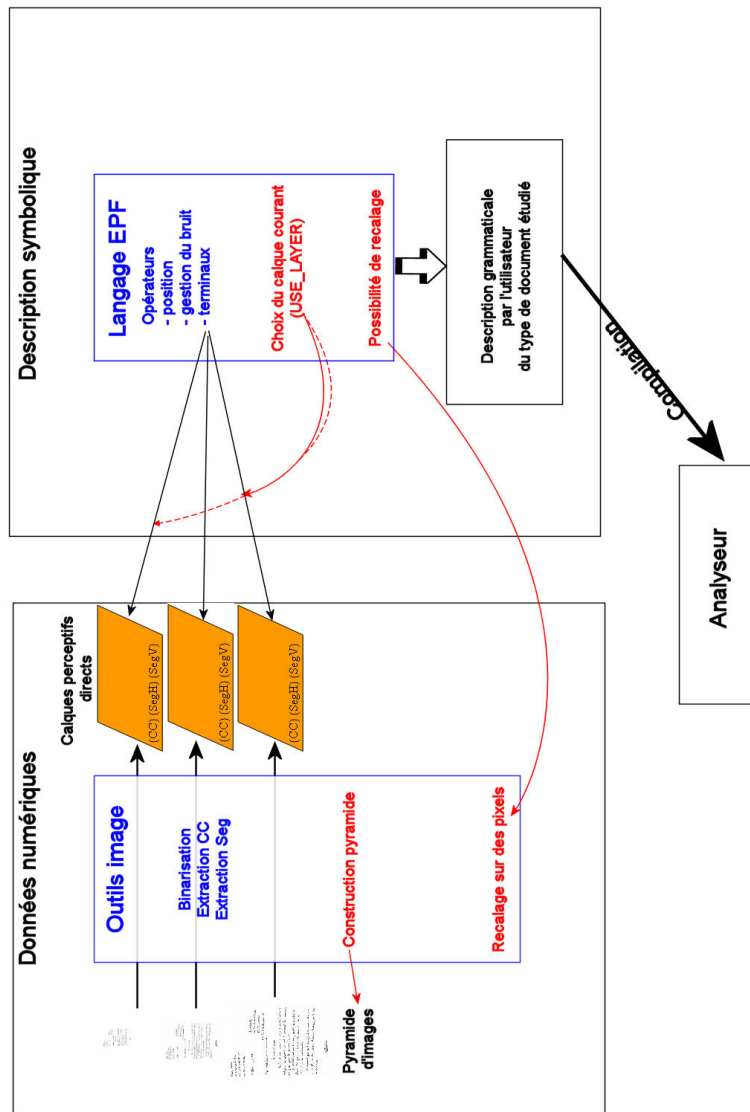 Données numériques
Description symbolique
Outils image
Binarisation
Extraction CC
Extraction Seg
Construction pyramide
Recalage sur des pixels
Pyramide
d'images
Calques perceptifs
directs
{CC} {SegH} {SegV}
{CC} {SegH} {SegV}
{CC} {SegH} {SegV}
Langage EPF
Opérateurs
- position
- gestion du bruit
- terminaux
Choix du calque courant
(USE_LAYER)
Possibilité de recalage
Description grammaticale
par l'utilisateur
du type de document étudié
Compilation
Analyseur